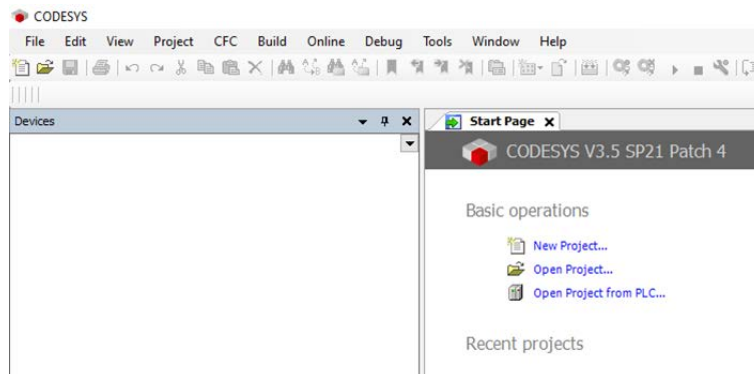 CODESYS
File Edit View Project CFC Build Online Debug Tools Window Help
Devices
Start Page
CODESYS V3.5 SP21 Patch 4
Basic operations
New Project...
Open Project...
Open Project from PLC...
Recent projects